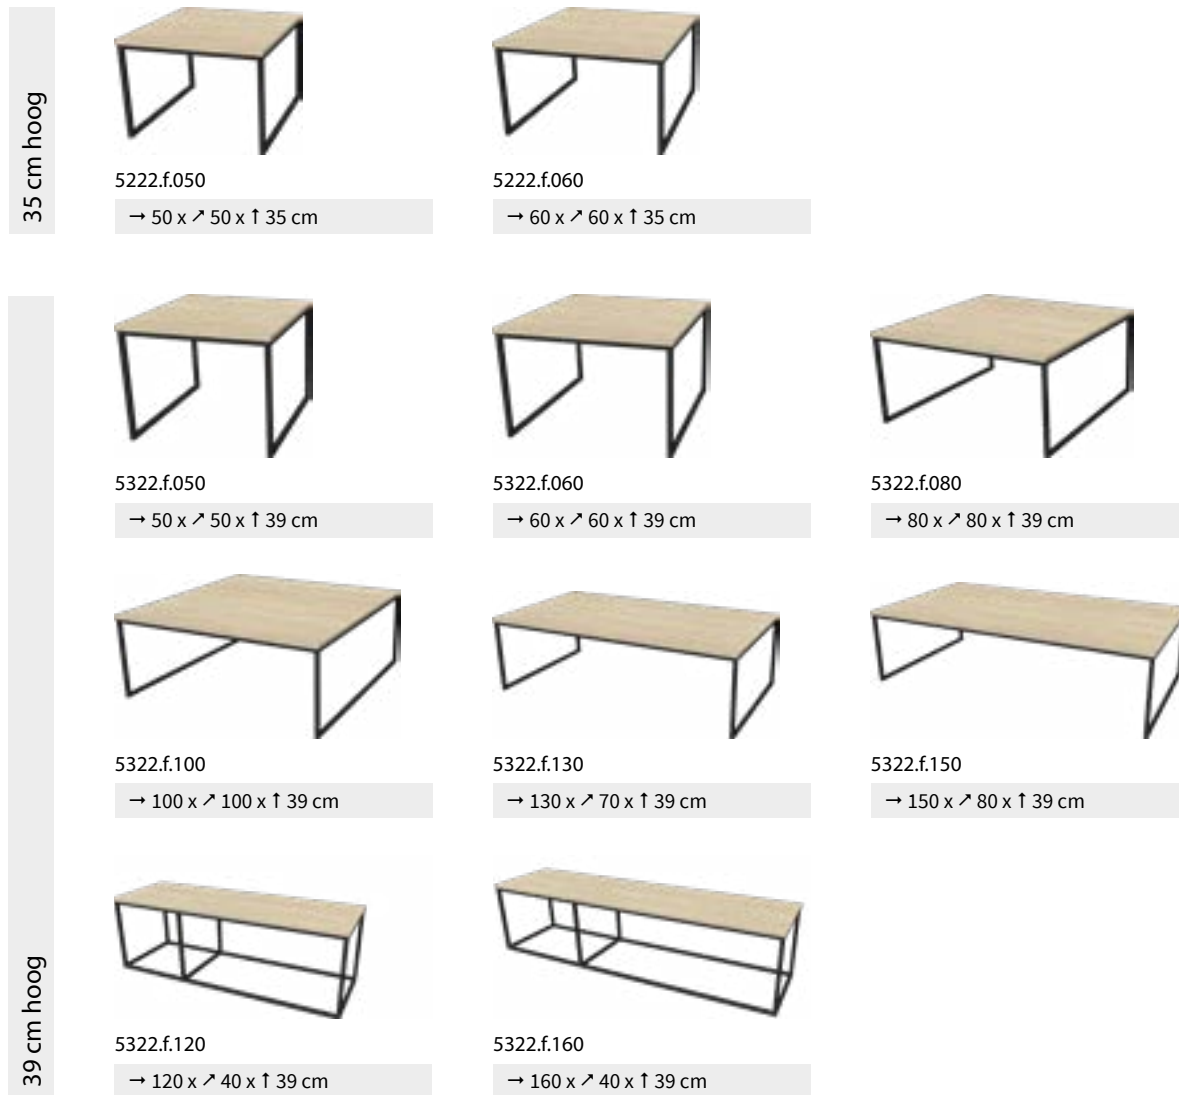 35 cm hoog
5222.f.050
→ 50 x ↗ 50 x ↑ 35 cm
5222.f.060
→ 60 x ↗ 60 x ↑ 35 cm
39 cm hoog
5322.f.050
→ 50 x ↗ 50 x ↑ 39 cm
5322.f.060
→ 60 x ↗ 60 x ↑ 39 cm
5322.f.080
→ 80 x ↗ 80 x ↑ 39 cm
5322.f.100
→ 100 x ↗ 100 x ↑ 39 cm
5322.f.130
→ 130 x ↗ 70 x ↑ 39 cm
5322.f.150
→ 150 x ↗ 80 x ↑ 39 cm
5322.f.120
→ 120 x ↗ 40 x ↑ 39 cm
5322.f.160
→ 160 x ↗ 40 x ↑ 39 cm